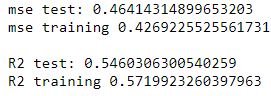 mse test: 0.46414314899653203
mse training 0.4269225525561731
R2 test: 0.5460306300540259
R2 training 0.5719923260397963